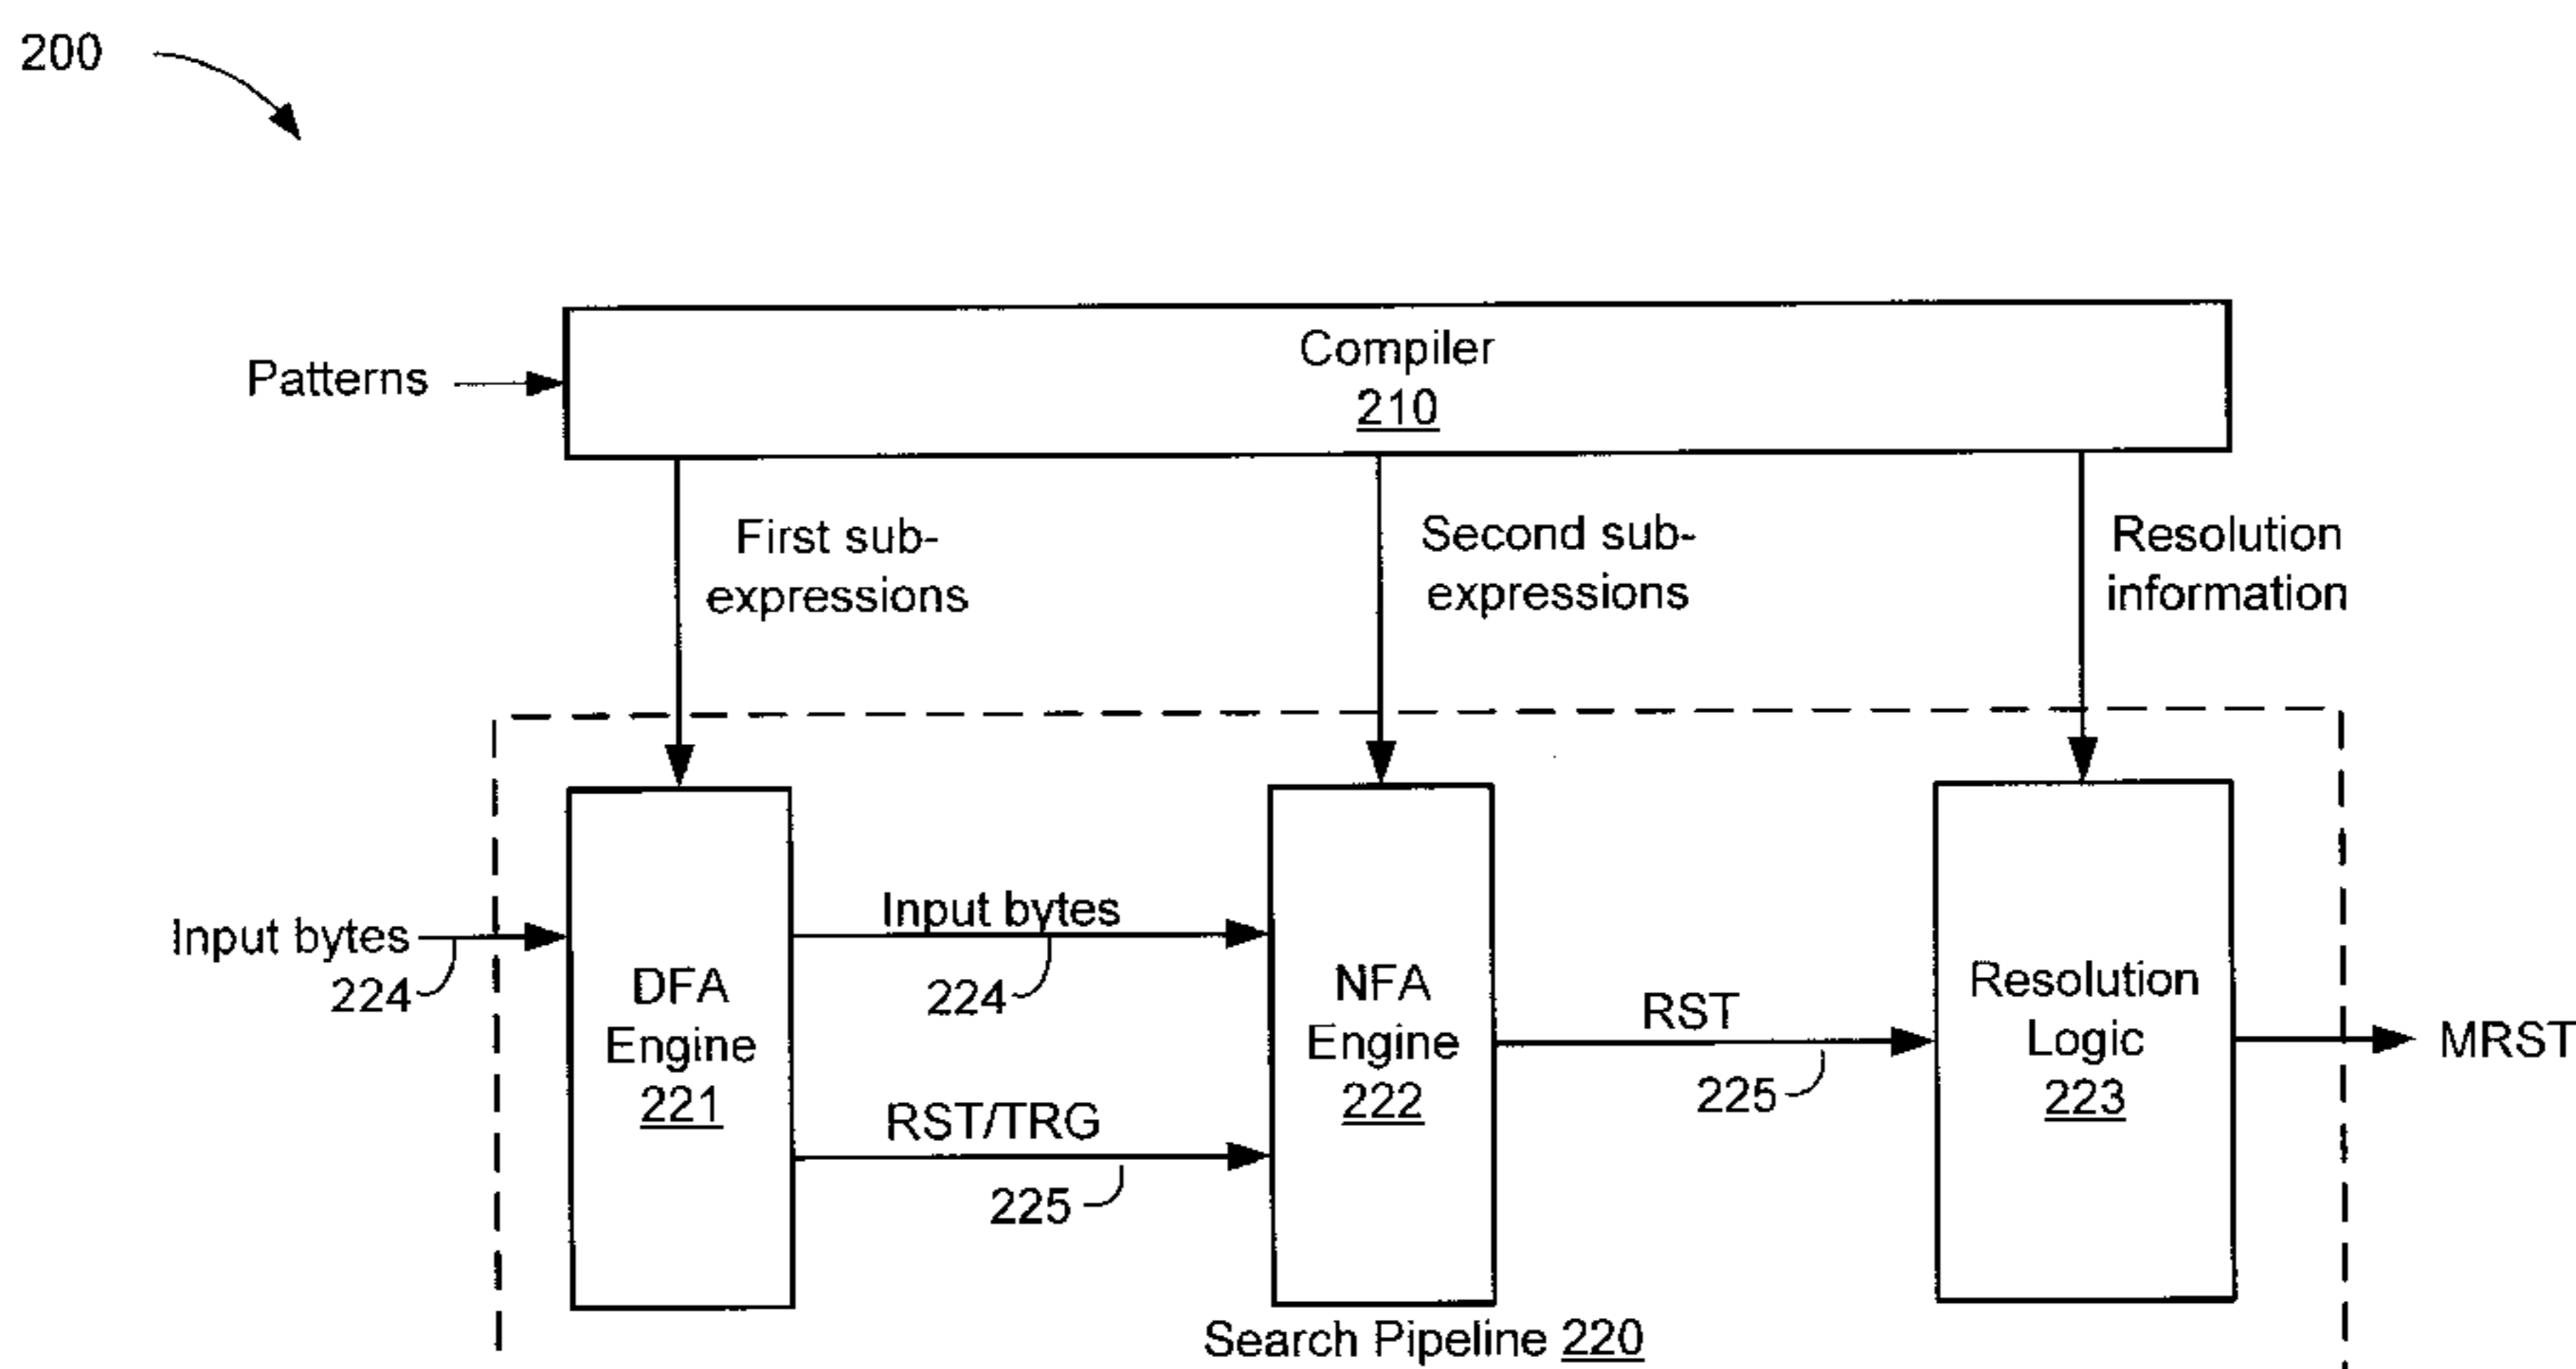 200
Patterns
Compiler
210
First sub-
expressions
Second sub-
expressions
Resolution
information
Input bytes
224
DFA
Engine
221
Input bytes
224
RST/TRG
225
NFA
Engine
222
RST
225
Resolution
Logic
223
MRST
Search Pipeline 220